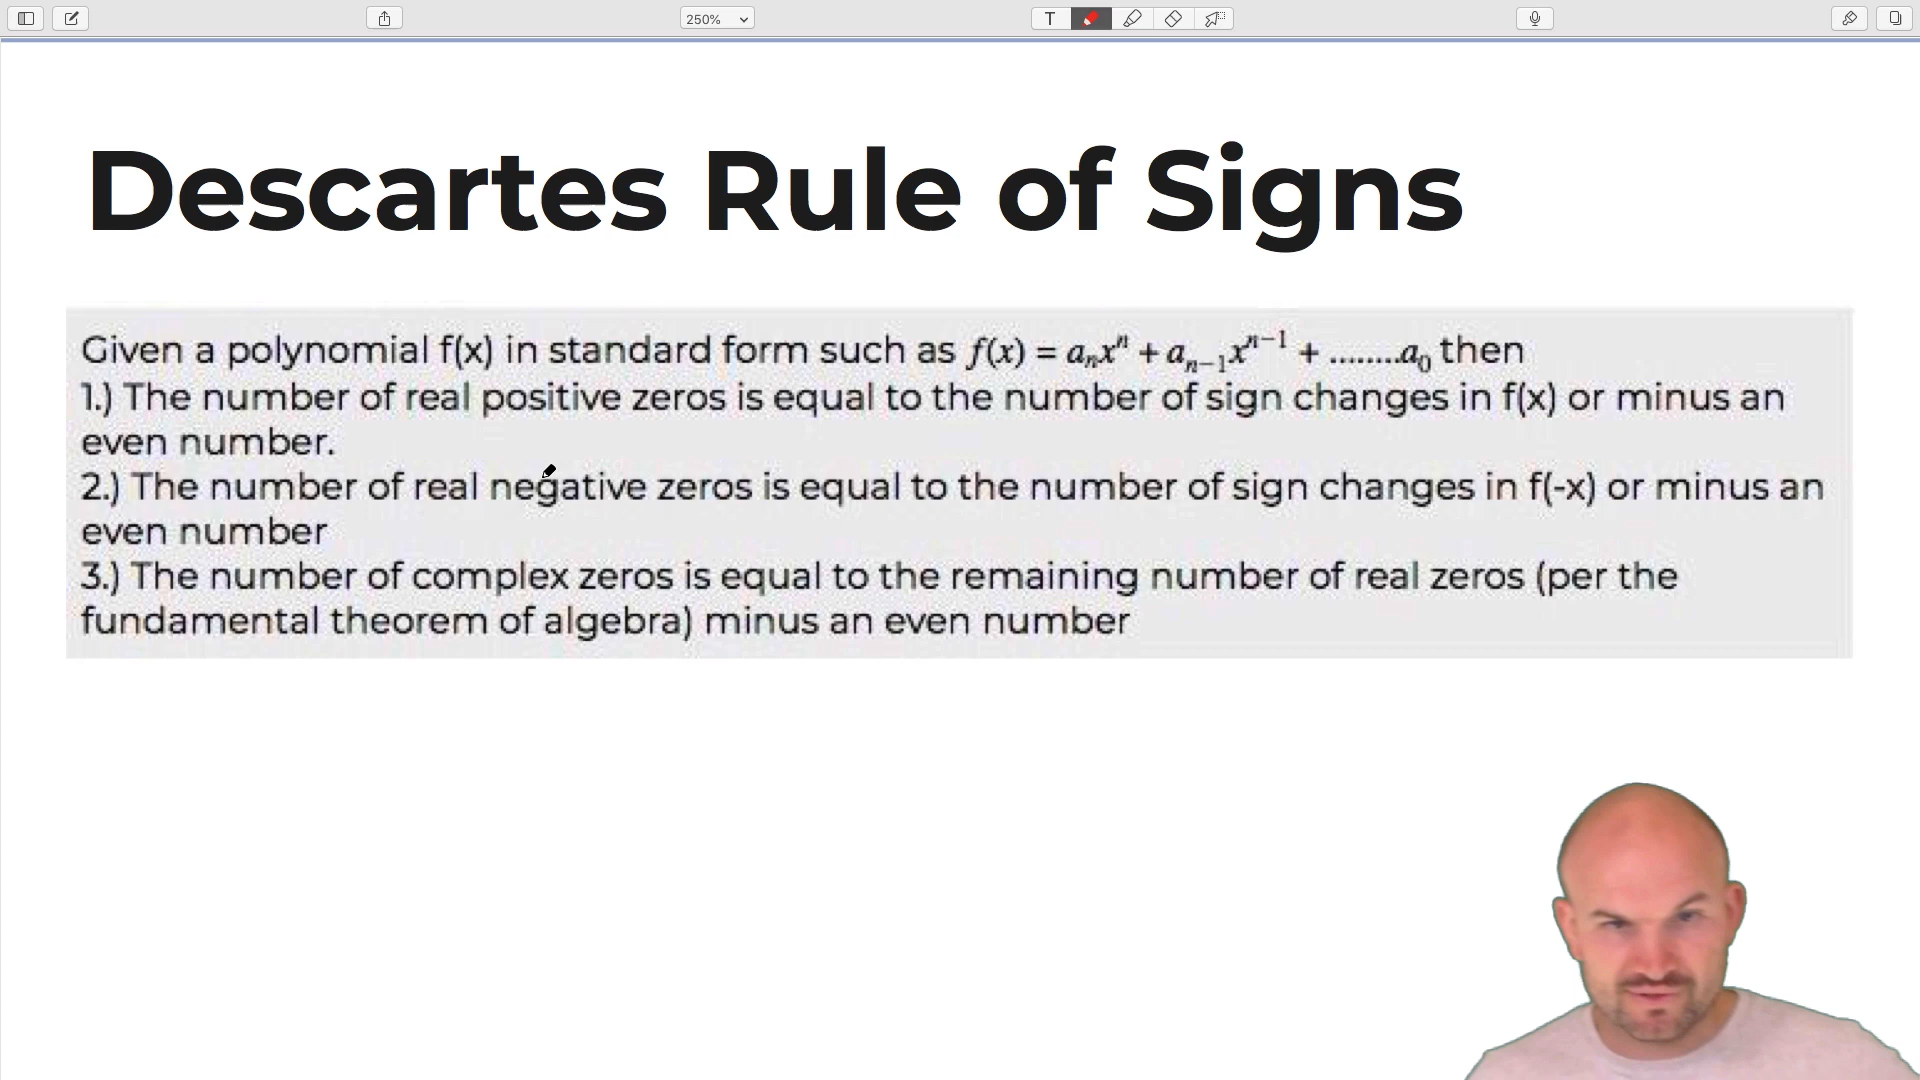 250%
T
Descartes Rule of Signs
Given a polynomial f(x) in standard form such as f(x) = aₙxⁿ + aₙ₋₁xⁿ⁻¹ + ........a₀ then
1.) The number of real positive zeros is equal to the number of sign changes in f(x) or minus an
even number.
2.) The number of real negative zeros is equal to the number of sign changes in f(-x) or minus an
even number
3.) The number of complex zeros is equal to the remaining number of real zeros (per the
fundamental theorem of algebra) minus an even number